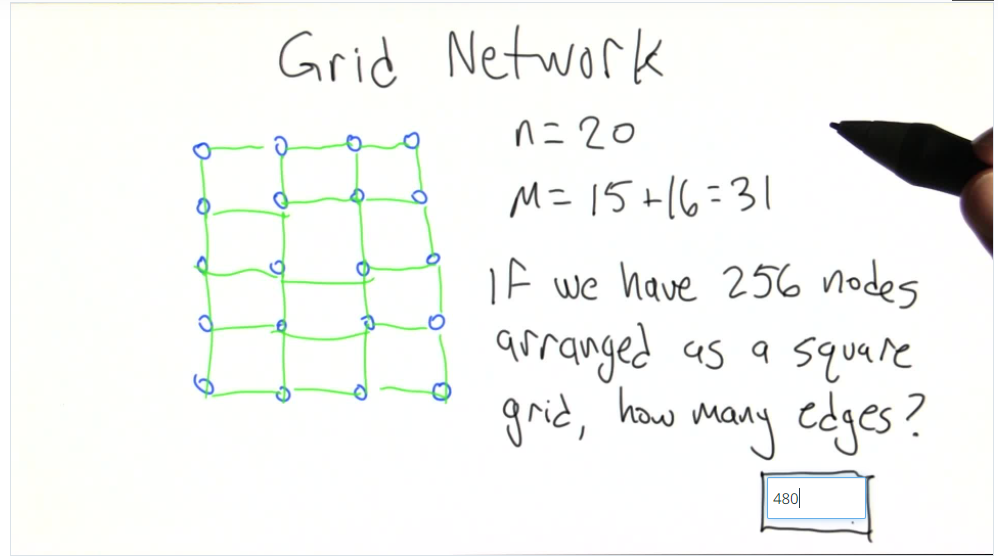 Grid Network
n = 20
m = 15 + 16 = 31
If we have 256 nodes
arranged as a square
grid, how many edges?
480